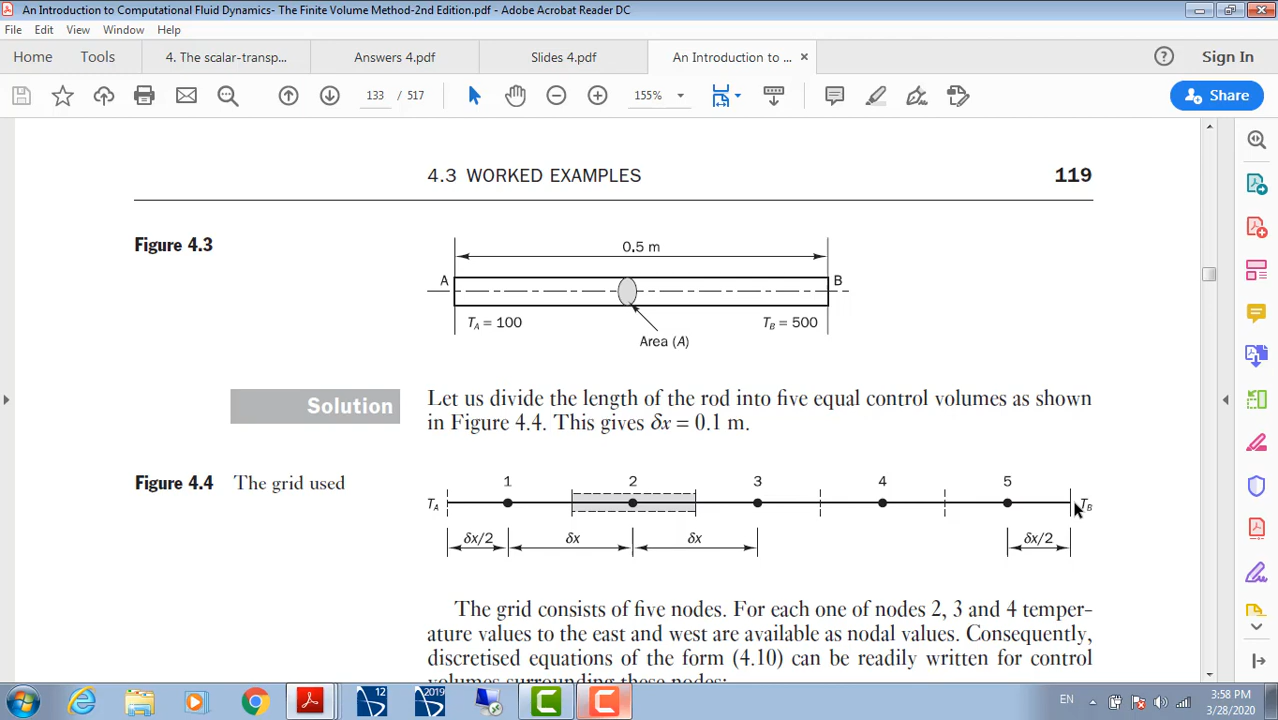 An Introduction to Computational Fluid Dynamics- The Finite Volume Method-2nd Edition.pdf - Adobe Acrobat Reader DC
File Edit View Window Help
Home Tools 4. The scalar-transp... Answers 4.pdf Slides 4.pdf An Introduction to ... × Sign In
133 / 517 155% Share
4.3 WORKED EXAMPLES 119
Figure 4.3
0.5 m
A B
T_A = 100 T_B = 500
Area (A)
Solution
Let us divide the length of the rod into five equal control volumes as shown
in Figure 4.4. This gives δx = 0.1 m.
Figure 4.4 The grid used
1 2 3 4 5
T_A T_B
δx/2 δx δx δx/2
The grid consists of five nodes. For each one of nodes 2, 3 and 4 temper-
ature values to the east and west are available as nodal values. Consequently,
discretised equations of the form (4.10) can be readily written for control
volumes surrounding these nodes:
12 2019
EN 3:58 PM
3/28/2020